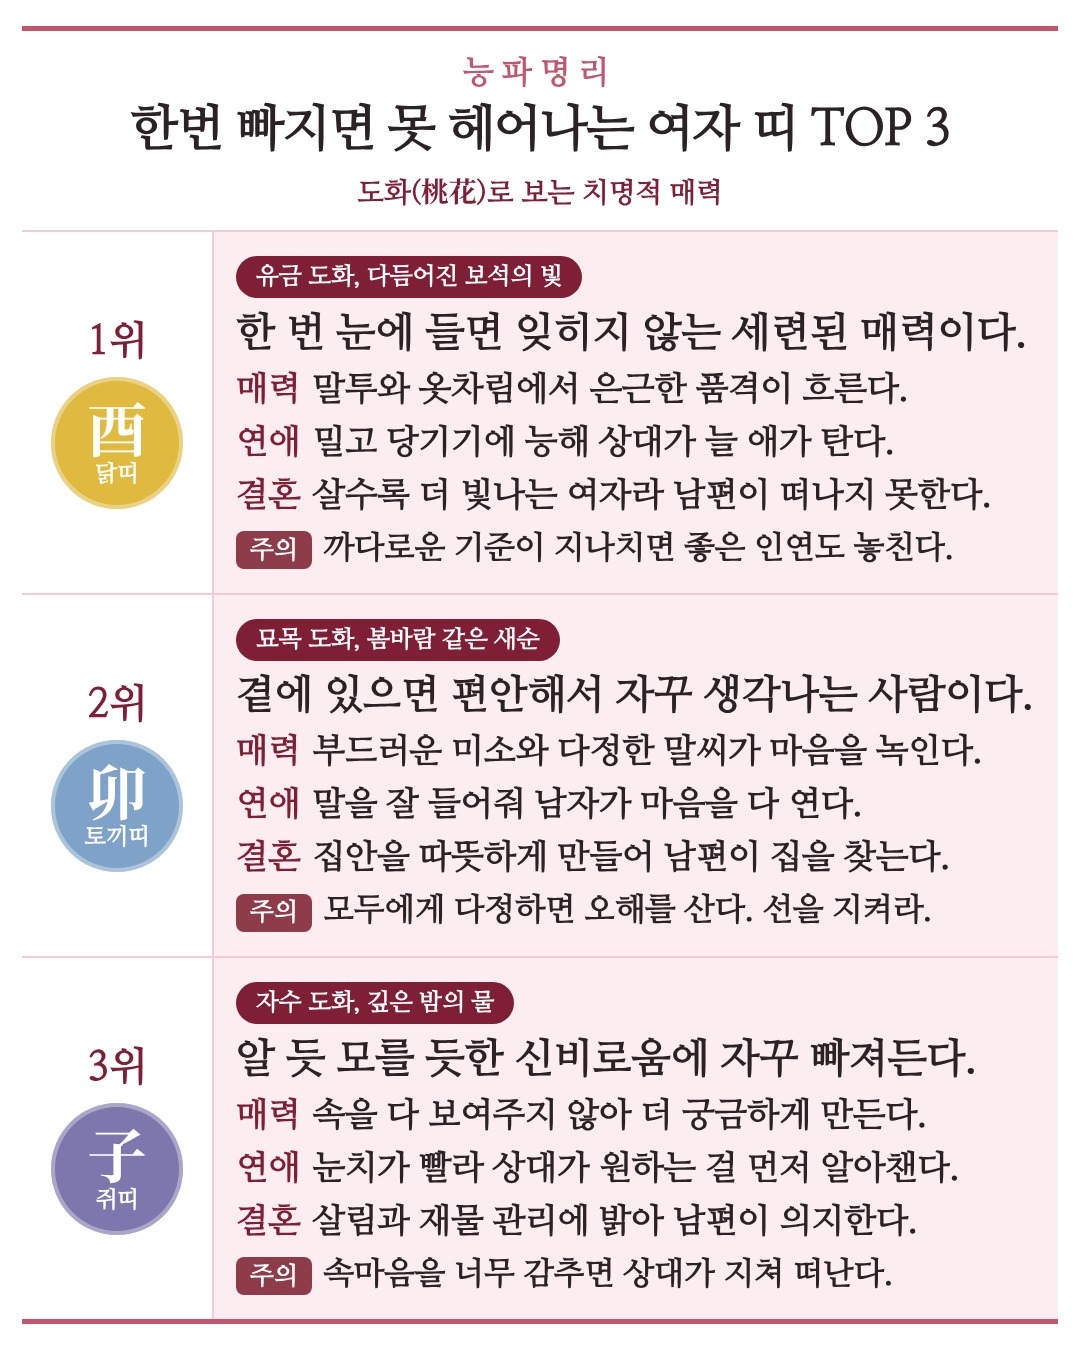 능파명리
한번 빠지면 못 헤어나는 여자 띠 TOP 3
도화(桃花)로 보는 치명적 매력
1위
酉
닭띠
유금 도화, 다듬어진 보석의 빛
한 번 눈에 들면 잊히지 않는 세련된 매력이다.
매력 말투와 옷차림에서 은근한 품격이 흐른다.
연애 밀고 당기기에 능해 상대가 늘 애가 탄다.
결혼 살수록 더 빛나는 여자라 남편이 떠나지 못한다.
주의 까다로운 기준이 지나치면 좋은 인연도 놓친다.
2위
卯
토끼띠
묘목 도화, 봄바람 같은 새순
곁에 있으면 편안해서 자꾸 생각나는 사람이다.
매력 부드러운 미소와 다정한 말씨가 마음을 녹인다.
연애 말을 잘 들어줘 남자가 마음을 다 연다.
결혼 집안을 따뜻하게 만들어 남편이 집을 찾는다.
주의 모두에게 다정하면 오해를 산다. 선을 지켜라.
3위
子
쥐띠
자수 도화, 깊은 밤의 물
알 듯 모를 듯한 신비로움에 자꾸 빠져든다.
매력 속을 다 보여주지 않아 더 궁금하게 만든다.
연애 눈치가 빨라 상대가 원하는 걸 먼저 알아챈다.
결혼 살림과 재물 관리에 밝아 남편이 의지한다.
주의 속마음을 너무 감추면 상대가 지쳐 떠난다.